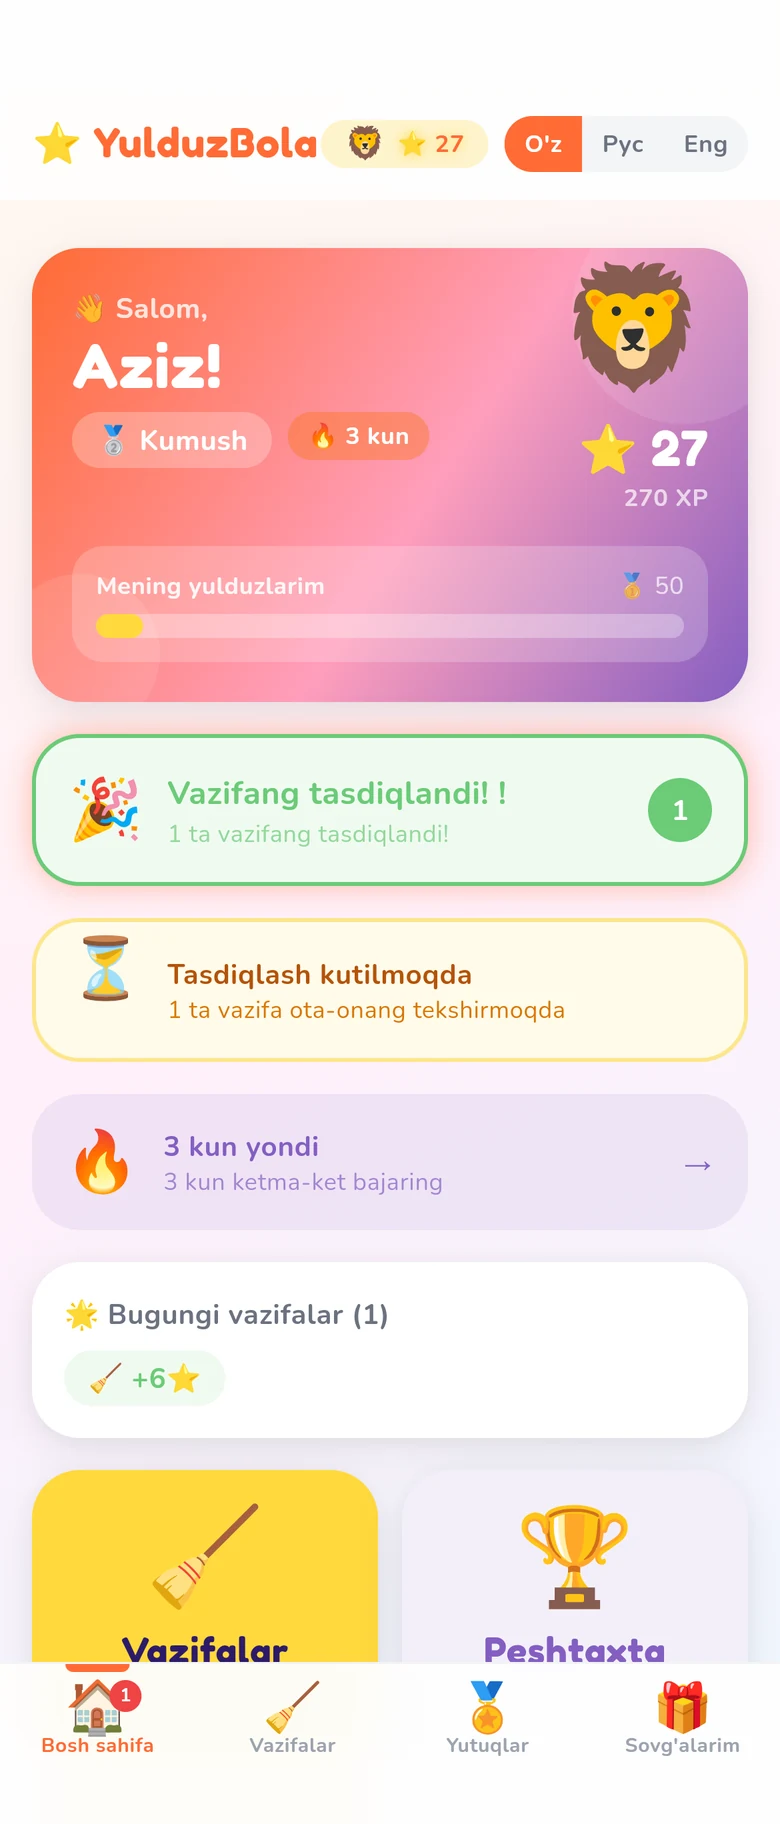 ⭐ YulduzBola 🦁 ⭐ 27 O'z Рус Eng
👋 Salom,
Aziz!
🥈 Kumush 🔥 3 kun
⭐ 27
270 XP
Mening yulduzlarim 🥇 50
Vazifang tasdiqlandi! !
1 ta vazifang tasdiqlandi!
1
Tasdiqlash kutilmoqda
1 ta vazifa ota-onang tekshirmoqda
3 kun yondi
3 kun ketma-ket bajaring
→
🌟 Bugungi vazifalar (1)
🧹 +6⭐
Vazifalar
Peshtaxta
1
Bosh sahifa
Vazifalar
Yutuqlar
Sovg'alarim